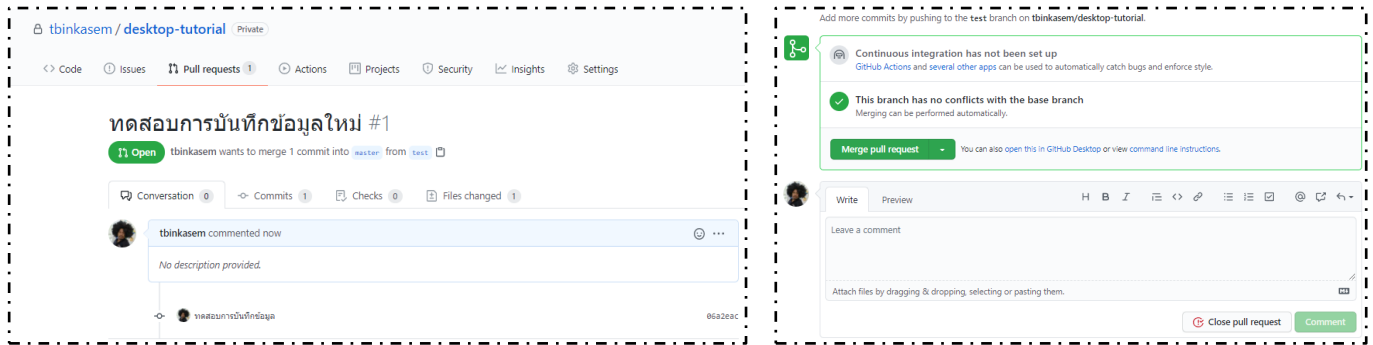 tbinkasem / desktop-tutorial Private
Code Issues Pull requests 1 Actions Projects Security Insights Settings
ทดสอบการบันทึกข้อมูลใหม่ #1
Open tbinkasem wants to merge 1 commit into master from test
Conversation 0 Commits 1 Checks 0 Files changed 1
tbinkasem commented now
No description provided.
ทดสอบการบันทึกข้อมูล 06a2eac
Add more commits by pushing to the test branch on tbinkasem/desktop-tutorial.
Continuous integration has not been set up
GitHub Actions and several other apps can be used to automatically catch bugs and enforce style.
This branch has no conflicts with the base branch
Merging can be performed automatically.
Merge pull request You can also open this in GitHub Desktop or view command line instructions.
Write Preview H B I
Leave a comment
Attach files by dragging & dropping, selecting or pasting them.
Close pull request Comment